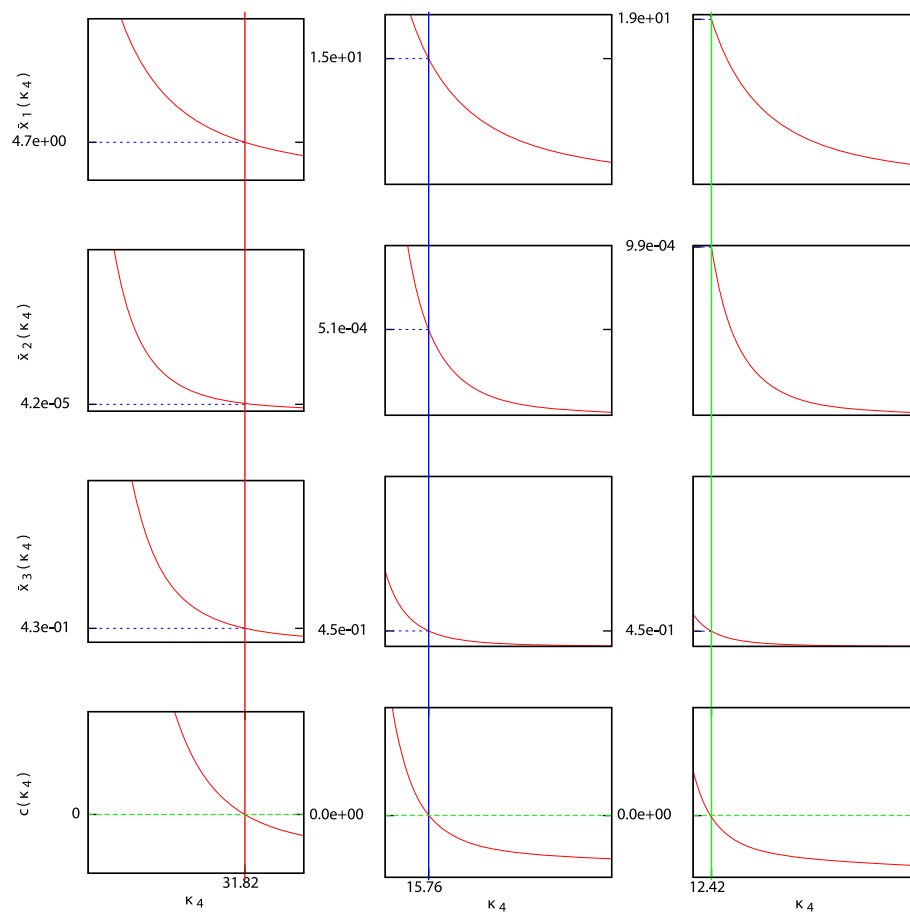 1.9e+01
1.5e+01
x̄ 1 ( κ 4 )
4.7e+00
9.9e-04
5.1e-04
x̄ 2 ( κ 4 )
4.2e-05
x̄ 3 ( κ 4 )
4.3e-01
4.5e-01
4.5e-01
c ( κ 4 )
0
0.0e+00
0.0e+00
31.82
15.76
12.42
κ 4
κ 4
κ 4